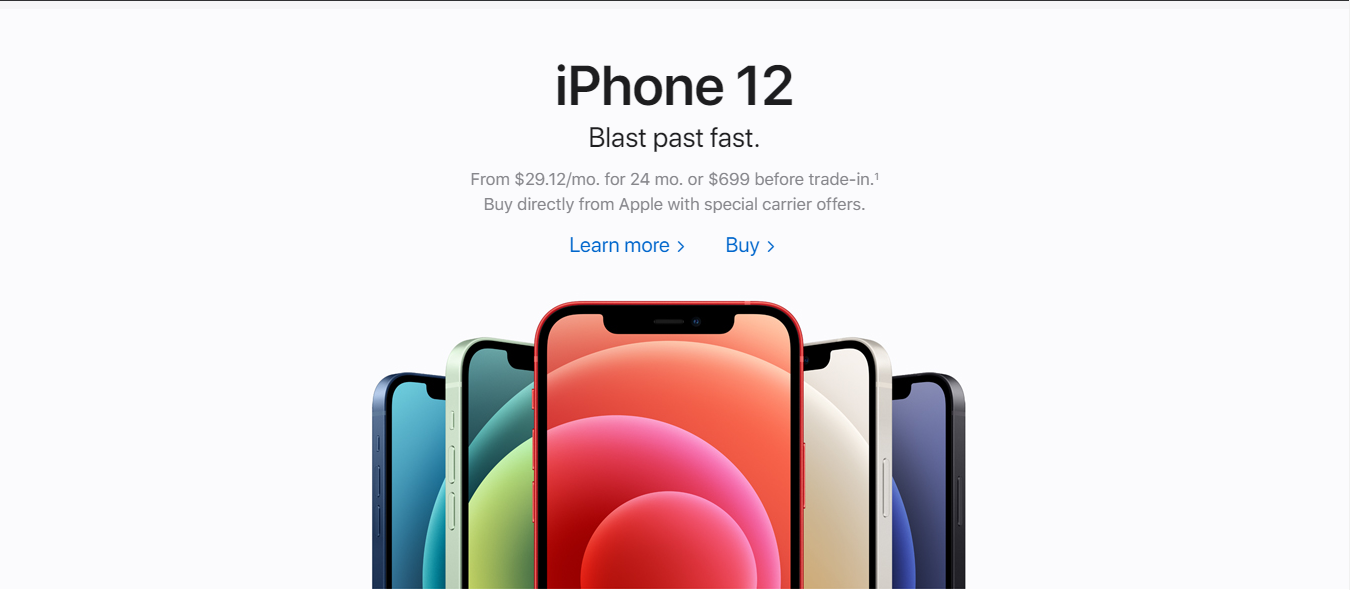 iPhone 12
Blast past fast.
From $29.12/mo. for 24 mo. or $699 before trade-in.¹
Buy directly from Apple with special carrier offers.
Learn more > Buy >